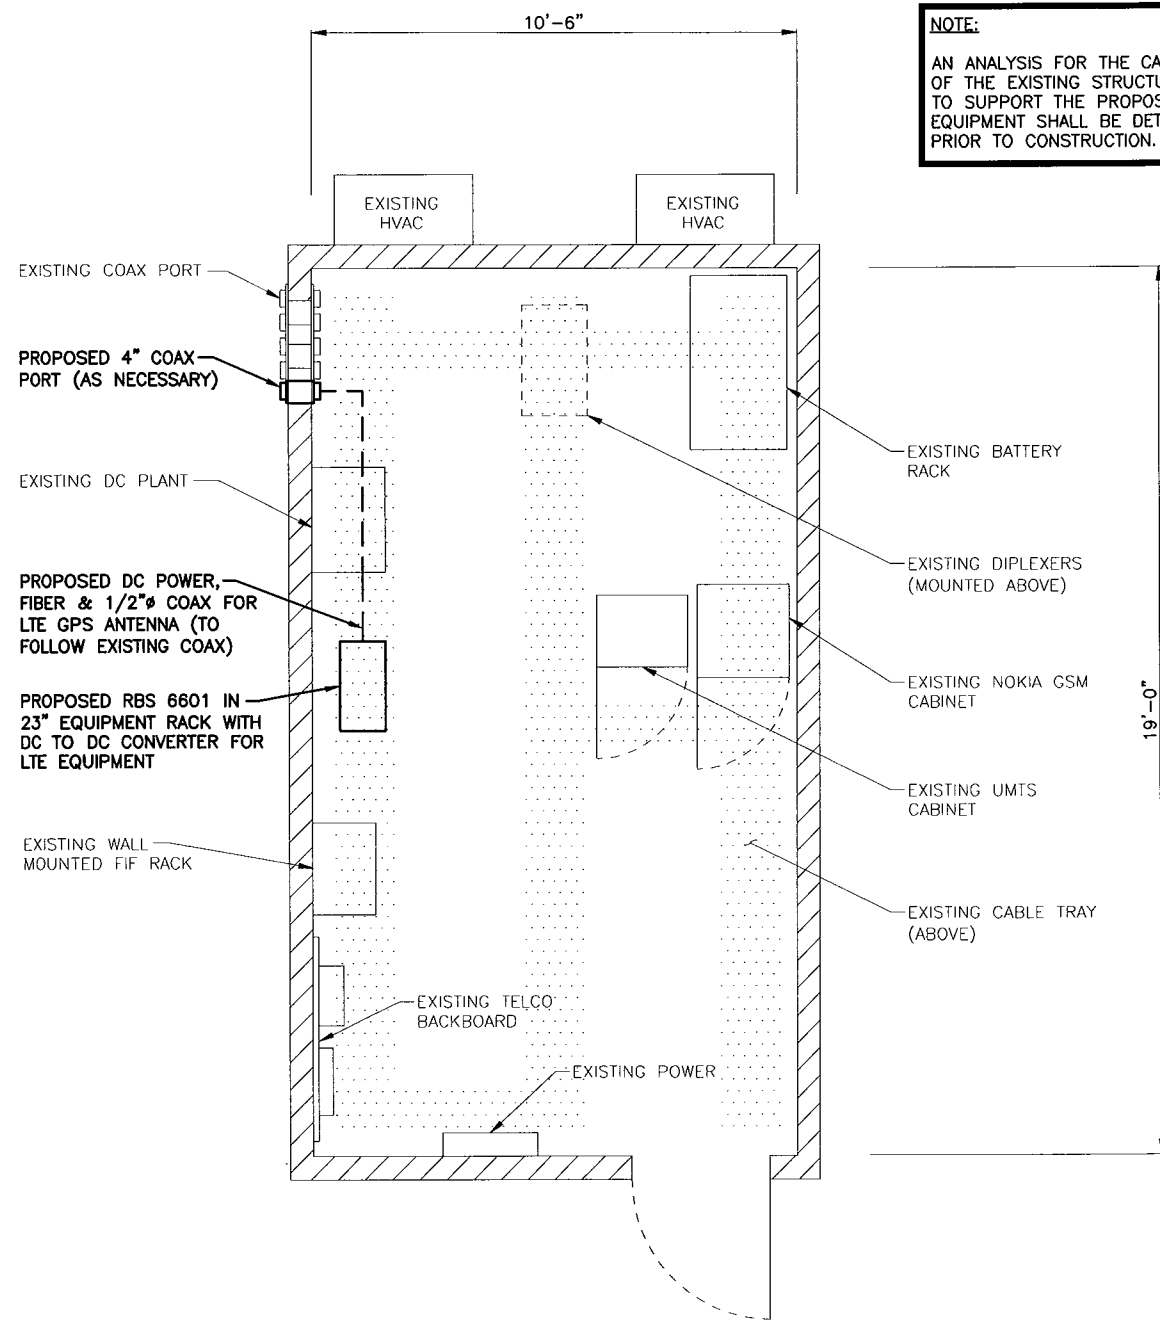 10'-6"
NOTE:
AN ANALYSIS FOR THE CA
OF THE EXISTING STRUCTU
TO SUPPORT THE PROPOS
EQUIPMENT SHALL BE DET
PRIOR TO CONSTRUCTION.
EXISTING
HVAC
EXISTING
HVAC
EXISTING COAX PORT
PROPOSED 4" COAX
PORT (AS NECESSARY)
EXISTING DC PLANT
PROPOSED DC POWER,
FIBER & 1/2"ø COAX FOR
LTE GPS ANTENNA (TO
FOLLOW EXISTING COAX)
PROPOSED RBS 6601 IN
23" EQUIPMENT RACK WITH
DC TO DC CONVERTER FOR
LTE EQUIPMENT
EXISTING WALL
MOUNTED FIF RACK
EXISTING TELCO
BACKBOARD
EXISTING POWER
EXISTING BATTERY
RACK
EXISTING DIPLEXERS
(MOUNTED ABOVE)
EXISTING NOKIA GSM
CABINET
EXISTING UMTS
CABINET
EXISTING CABLE TRAY
(ABOVE)
19'-0"